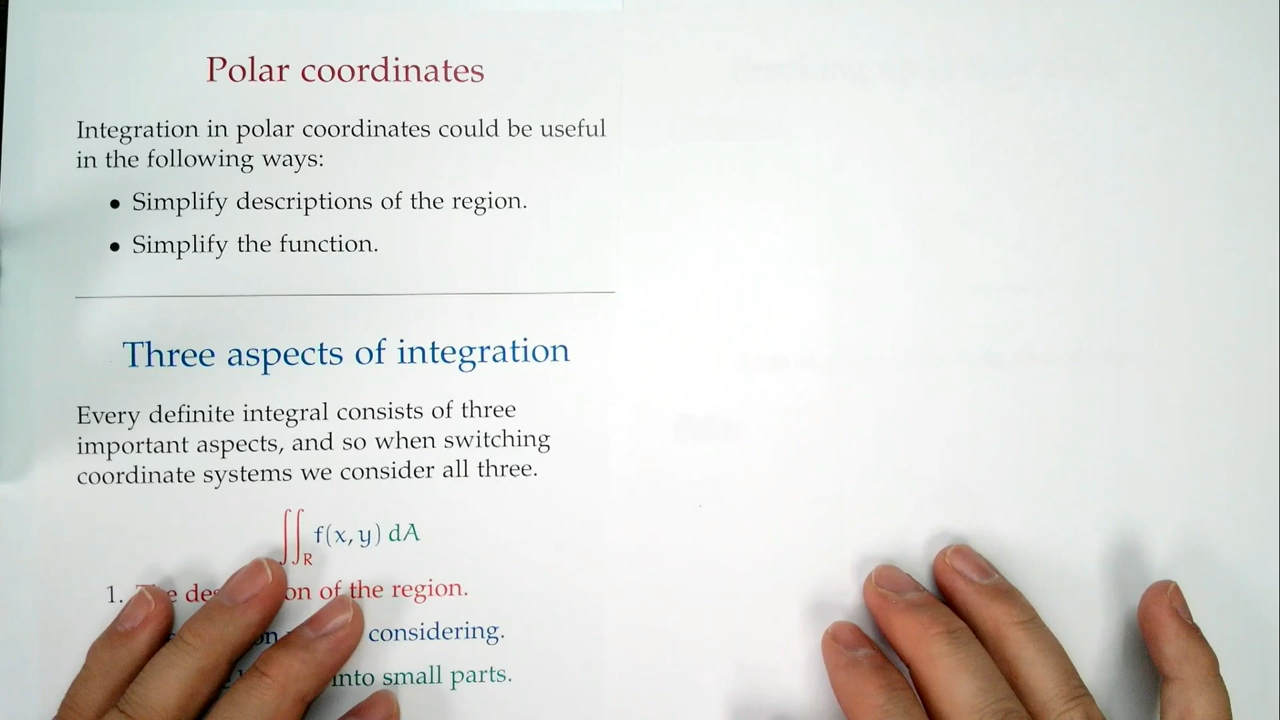 Polar coordinates
Integration in polar coordinates could be useful
in the following ways:
• Simplify descriptions of the region.
• Simplify the function.
Three aspects of integration
Every definite integral consists of three
important aspects, and so when switching
coordinate systems we consider all three.
∬_R f(x, y) dA
1. of the region.
considering.
into small parts.